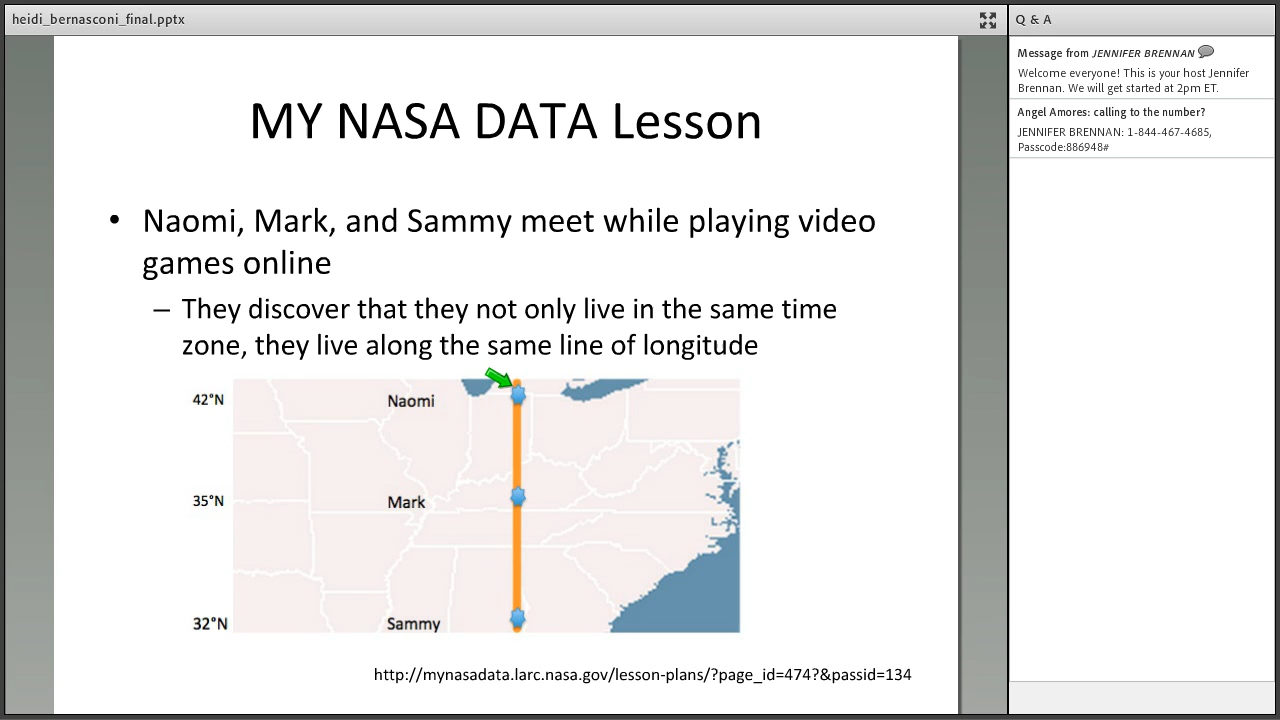 heidi_bernasconi_final.pptx
MY NASA DATA Lesson
• Naomi, Mark, and Sammy meet while playing video
games online
– They discover that they not only live in the same time
zone, they live along the same line of longitude
42°N Naomi
35°N Mark
32°N Sammy
http://mynasadata.larc.nasa.gov/lesson-plans/?page_id=474?&passid=134
Q & A
Message from JENNIFER BRENNAN
Welcome everyone! This is your host Jennifer
Brennan. We will get started at 2pm ET.
Angel Amores: calling to the number?
JENNIFER BRENNAN: 1-844-467-4685,
Passcode:886948#